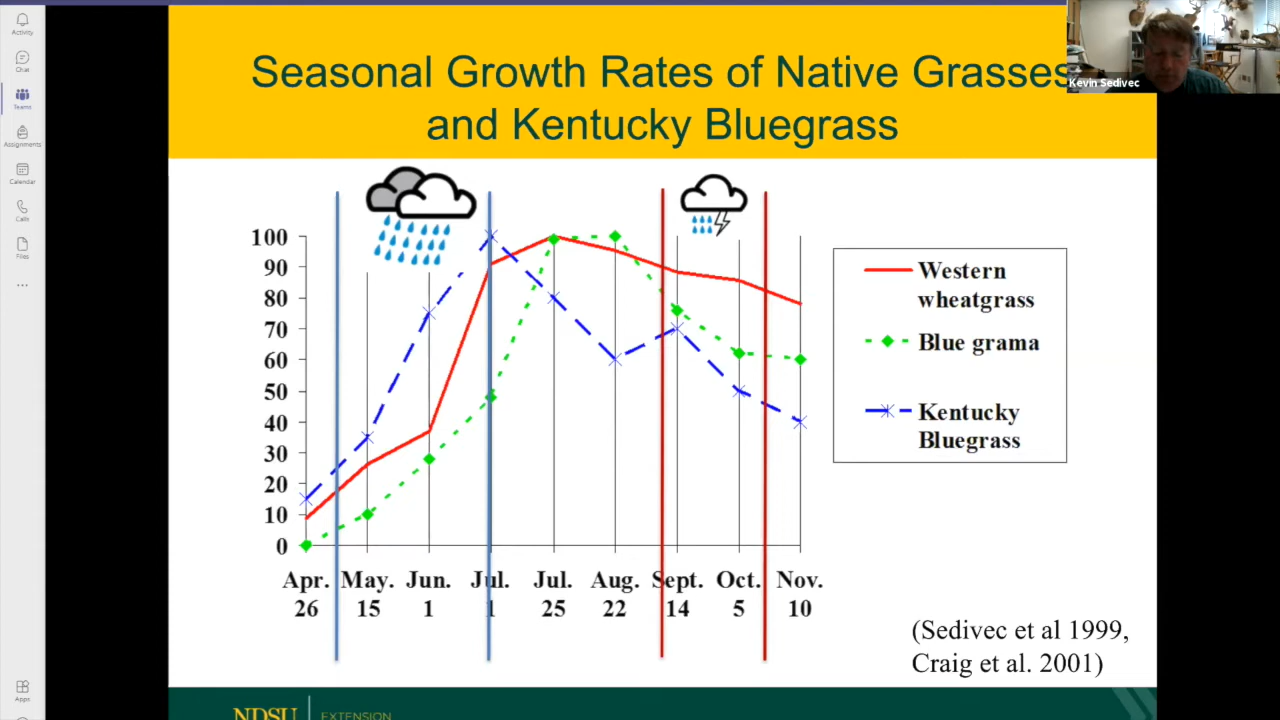 Activity
Chat
Teams
Assignments
Calendar
Calls
Files
...
Apps
Kevin Sedivec
Seasonal Growth Rates of Native Grasses
and Kentucky Bluegrass
100
90
80
70
60
50
40
30
20
10
0
Apr. May. Jun. Jul. Jul. Aug. Sept. Oct. Nov.
26 15 1 1 25 22 14 5 10
Western
wheatgrass
Blue grama
Kentucky
Bluegrass
(Sedivec et al 1999,
Craig et al. 2001)
NDSU EXTENSION